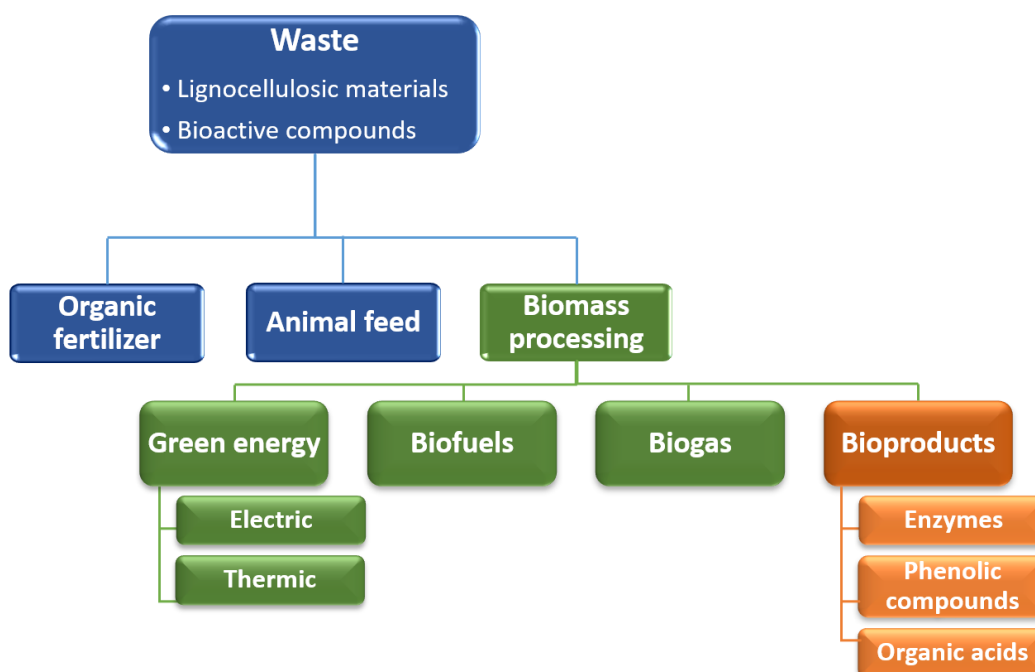 Waste
• Lignocellulosic materials
• Bioactive compounds
Organic
fertilizer
Animal feed
Biomass
processing
Green energy
Biofuels
Biogas
Bioproducts
Electric
Thermic
Enzymes
Phenolic
compounds
Organic acids